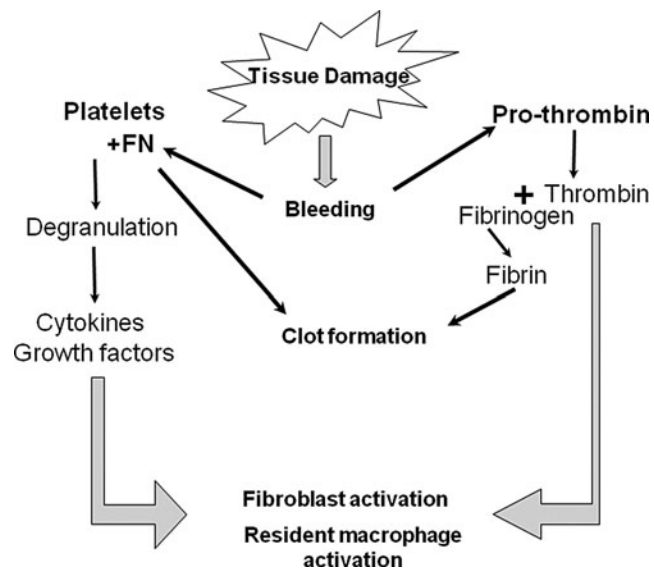 Tissue Damage
Platelets
+FN
Pro-thrombin
Bleeding
+ Thrombin
Fibrinogen
Degranulation
Fibrin
Cytokines
Growth factors
Clot formation
Fibroblast activation
Resident macrophage
activation